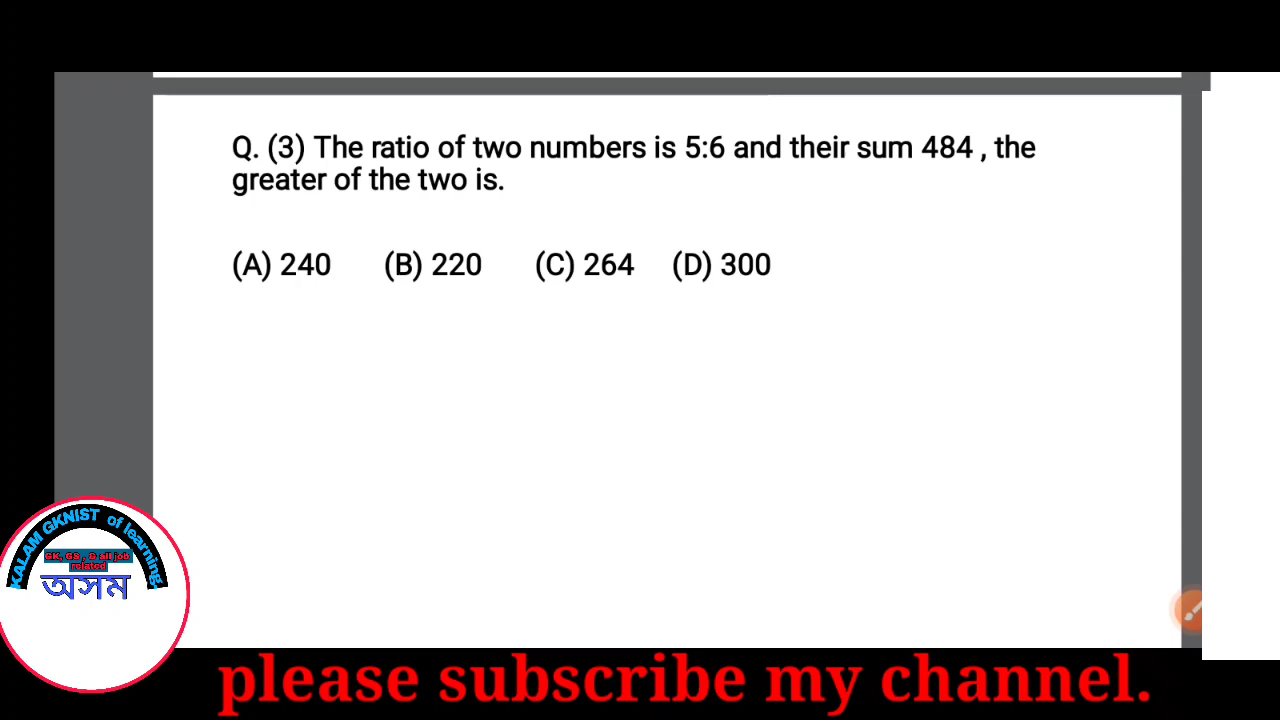 Q. (3) The ratio of two numbers is 5:6 and their sum 484 , the
greater of the two is.
(A) 240 (B) 220 (C) 264 (D) 300
KALAM GKNIST of learning.
GK, GS , & all job
related
অসম
please subscribe my channel.